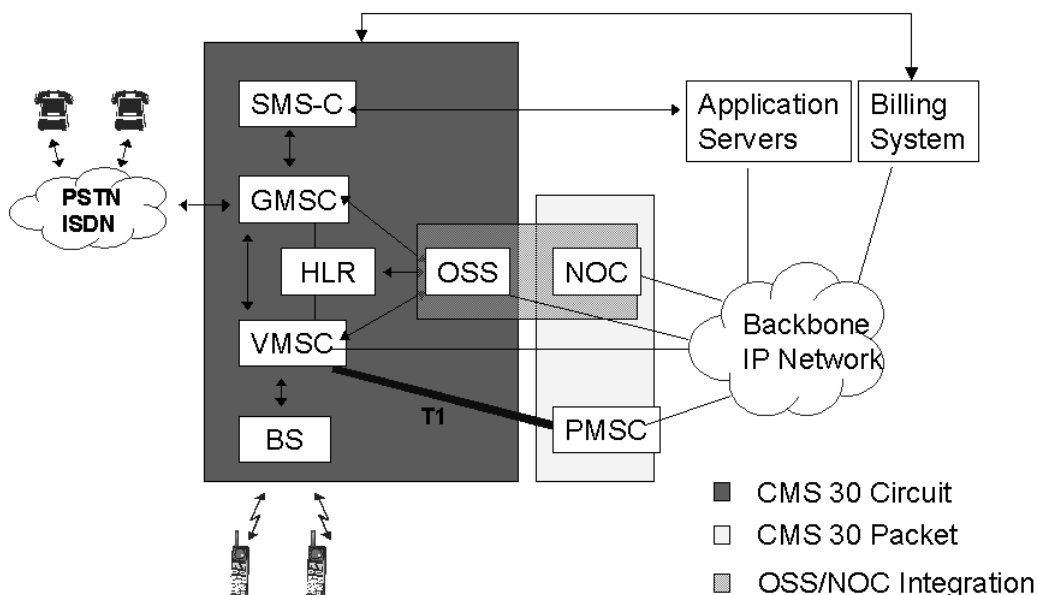 SMS-C
Application
Servers
Billing
System
PSTN
ISDN
GMSC
HLR
OSS
NOC
VMSC
Backbone
IP Network
T1
BS
PMSC
CMS 30 Circuit
CMS 30 Packet
OSS/NOC Integration